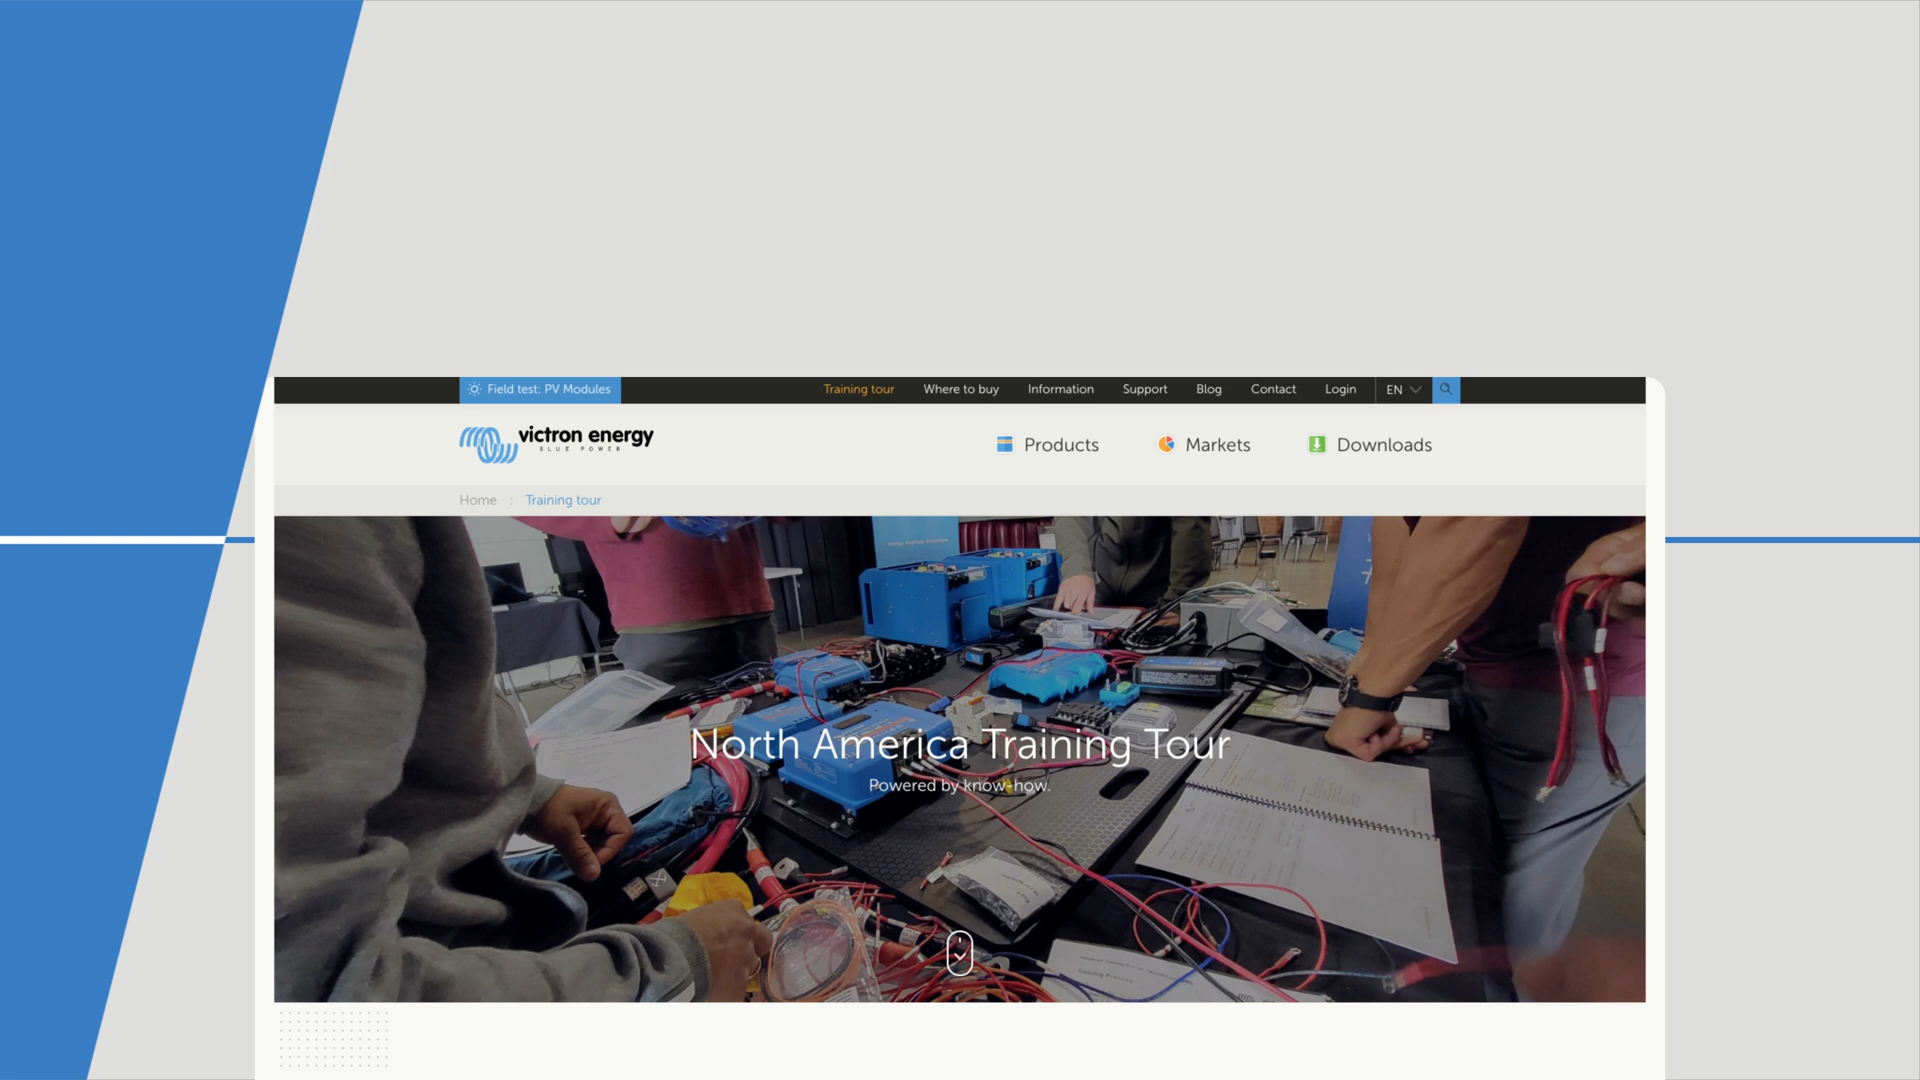 Field test: PV Modules
Training tour Where to buy Information Support Blog Contact Login EN
victron energy
BLUE POWER
Products Markets Downloads
Home : Training tour
North America Training Tour
Powered by know-how.